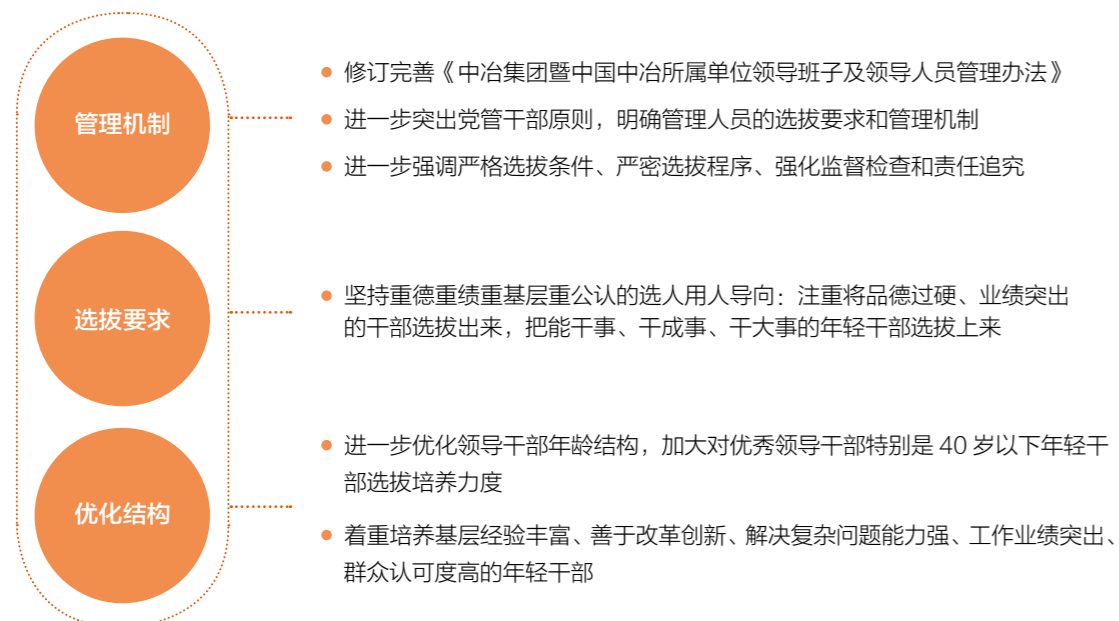 管理机制
修订完善《中冶集团暨中国中冶所属单位领导班子及领导人员管理办法》
进一步突出党管干部原则，明确管理人员的选拔要求和管理机制
进一步强调严格选拔条件、严密选拔程序、强化监督检查和责任追究
选拔要求
坚持重德重绩重基层重公认的选人用人导向：注重将品德过硬、业绩突出
的干部选拔出来，把能干事、干成事、干大事的年轻干部选拔上来
优化结构
进一步优化领导干部年龄结构，加大对优秀领导干部特别是 40 岁以下年轻干
部选拔培养力度
着重培养基层经验丰富、善于改革创新、解决复杂问题能力强、工作业绩突出、
群众认可度高的年轻干部